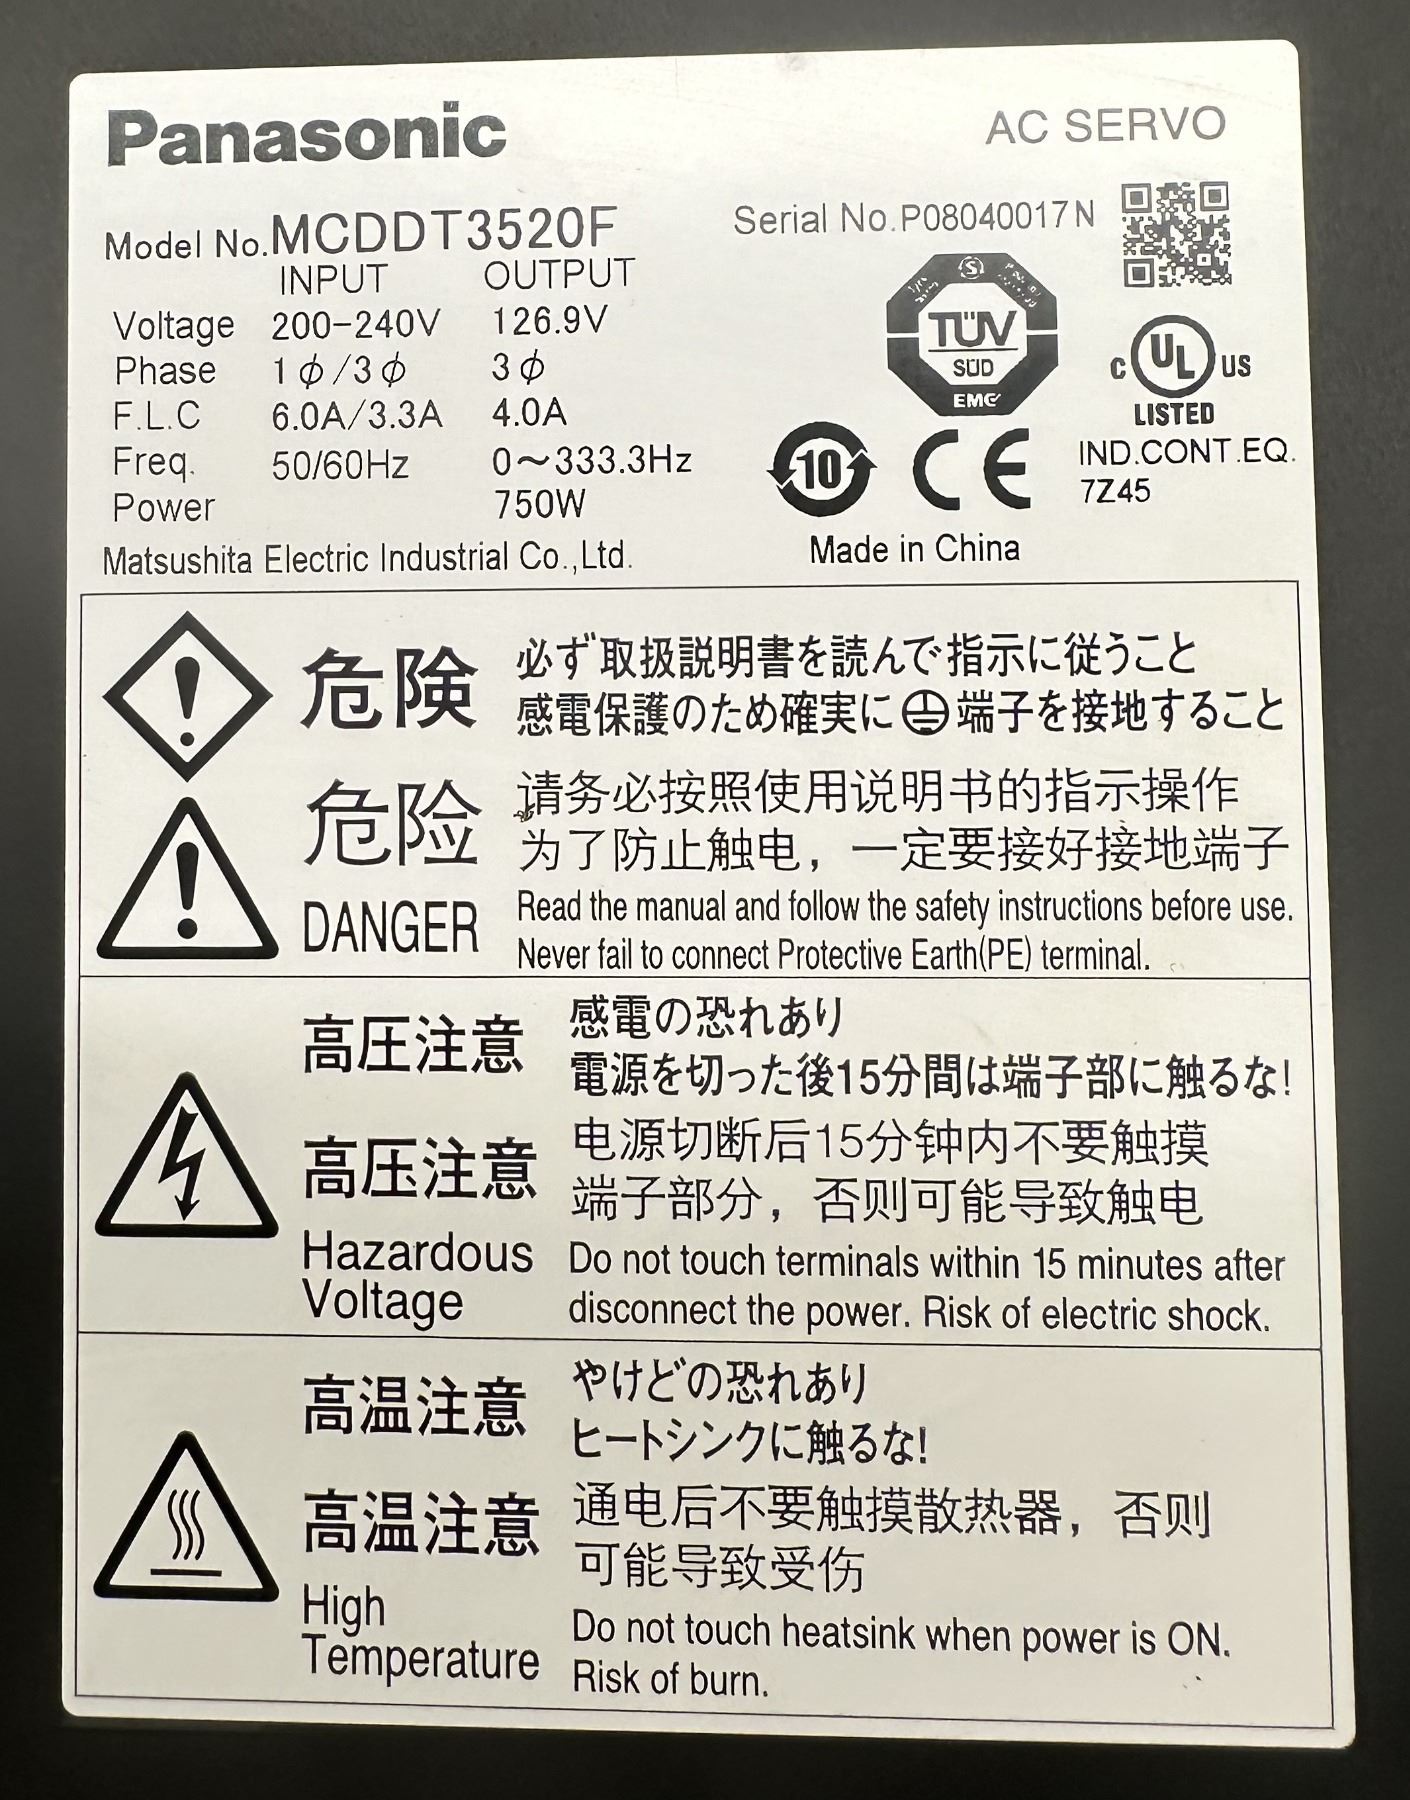 Panasonic
AC SERVO
Model No. MCDDT3520F
Serial No. P08040017N
INPUT OUTPUT
Voltage 200-240V 126.9V
Phase 1ϕ/3ϕ 3ϕ
F.L.C 6.0A/3.3A 4.0A
Freq. 50/60Hz 0～333.3Hz
Power 750W
Matsushita Electric Industrial Co.,Ltd.
TÜV
SÜD
EMC
C UL US
LISTED
IND.CONT.EQ.
7Z45
10
CE
Made in China
危険
必ず取扱説明書を読んで指示に従うこと
感電保護のため確実に⏚端子を接地すること
危险
请务必按照使用说明书的指示操作
为了防止触电，一定要接好接地端子
DANGER
Read the manual and follow the safety instructions before use.
Never fail to connect Protective Earth(PE) terminal.
高圧注意
感電の恐れあり
電源を切った後15分間は端子部に触るな!
高压注意
电源切断后15分钟内不要触摸
端子部分，否则可能导致触电
Hazardous
Voltage
Do not touch terminals within 15 minutes after
disconnect the power. Risk of electric shock.
高温注意
やけどの恐れあり
ヒートシンクに触るな!
高温注意
通电后不要触摸散热器，否则
可能导致受伤
High
Temperature
Do not touch heatsink when power is ON.
Risk of burn.